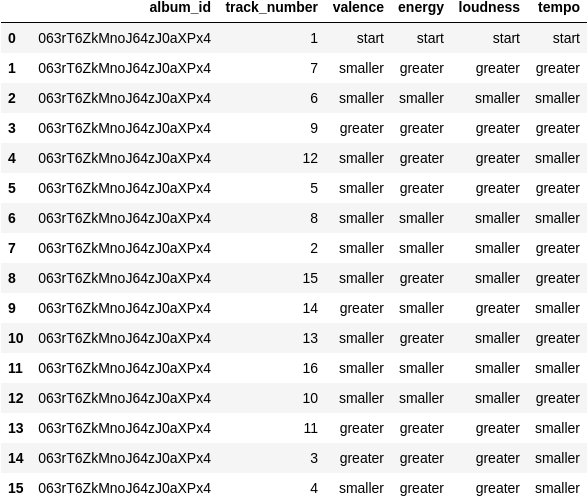 album_id track_number valence energy loudness tempo
0 063rT6ZkMnoJ64zJ0aXPx4 1 start start start start
1 063rT6ZkMnoJ64zJ0aXPx4 7 smaller greater greater greater
2 063rT6ZkMnoJ64zJ0aXPx4 6 smaller smaller smaller smaller
3 063rT6ZkMnoJ64zJ0aXPx4 9 greater greater greater greater
4 063rT6ZkMnoJ64zJ0aXPx4 12 smaller greater greater smaller
5 063rT6ZkMnoJ64zJ0aXPx4 5 smaller greater greater greater
6 063rT6ZkMnoJ64zJ0aXPx4 8 smaller smaller smaller smaller
7 063rT6ZkMnoJ64zJ0aXPx4 2 smaller smaller smaller greater
8 063rT6ZkMnoJ64zJ0aXPx4 15 smaller greater smaller greater
9 063rT6ZkMnoJ64zJ0aXPx4 14 greater smaller greater smaller
10 063rT6ZkMnoJ64zJ0aXPx4 13 smaller greater smaller greater
11 063rT6ZkMnoJ64zJ0aXPx4 16 smaller smaller smaller smaller
12 063rT6ZkMnoJ64zJ0aXPx4 10 smaller smaller smaller greater
13 063rT6ZkMnoJ64zJ0aXPx4 11 greater greater greater smaller
14 063rT6ZkMnoJ64zJ0aXPx4 3 greater greater greater smaller
15 063rT6ZkMnoJ64zJ0aXPx4 4 smaller greater greater smaller